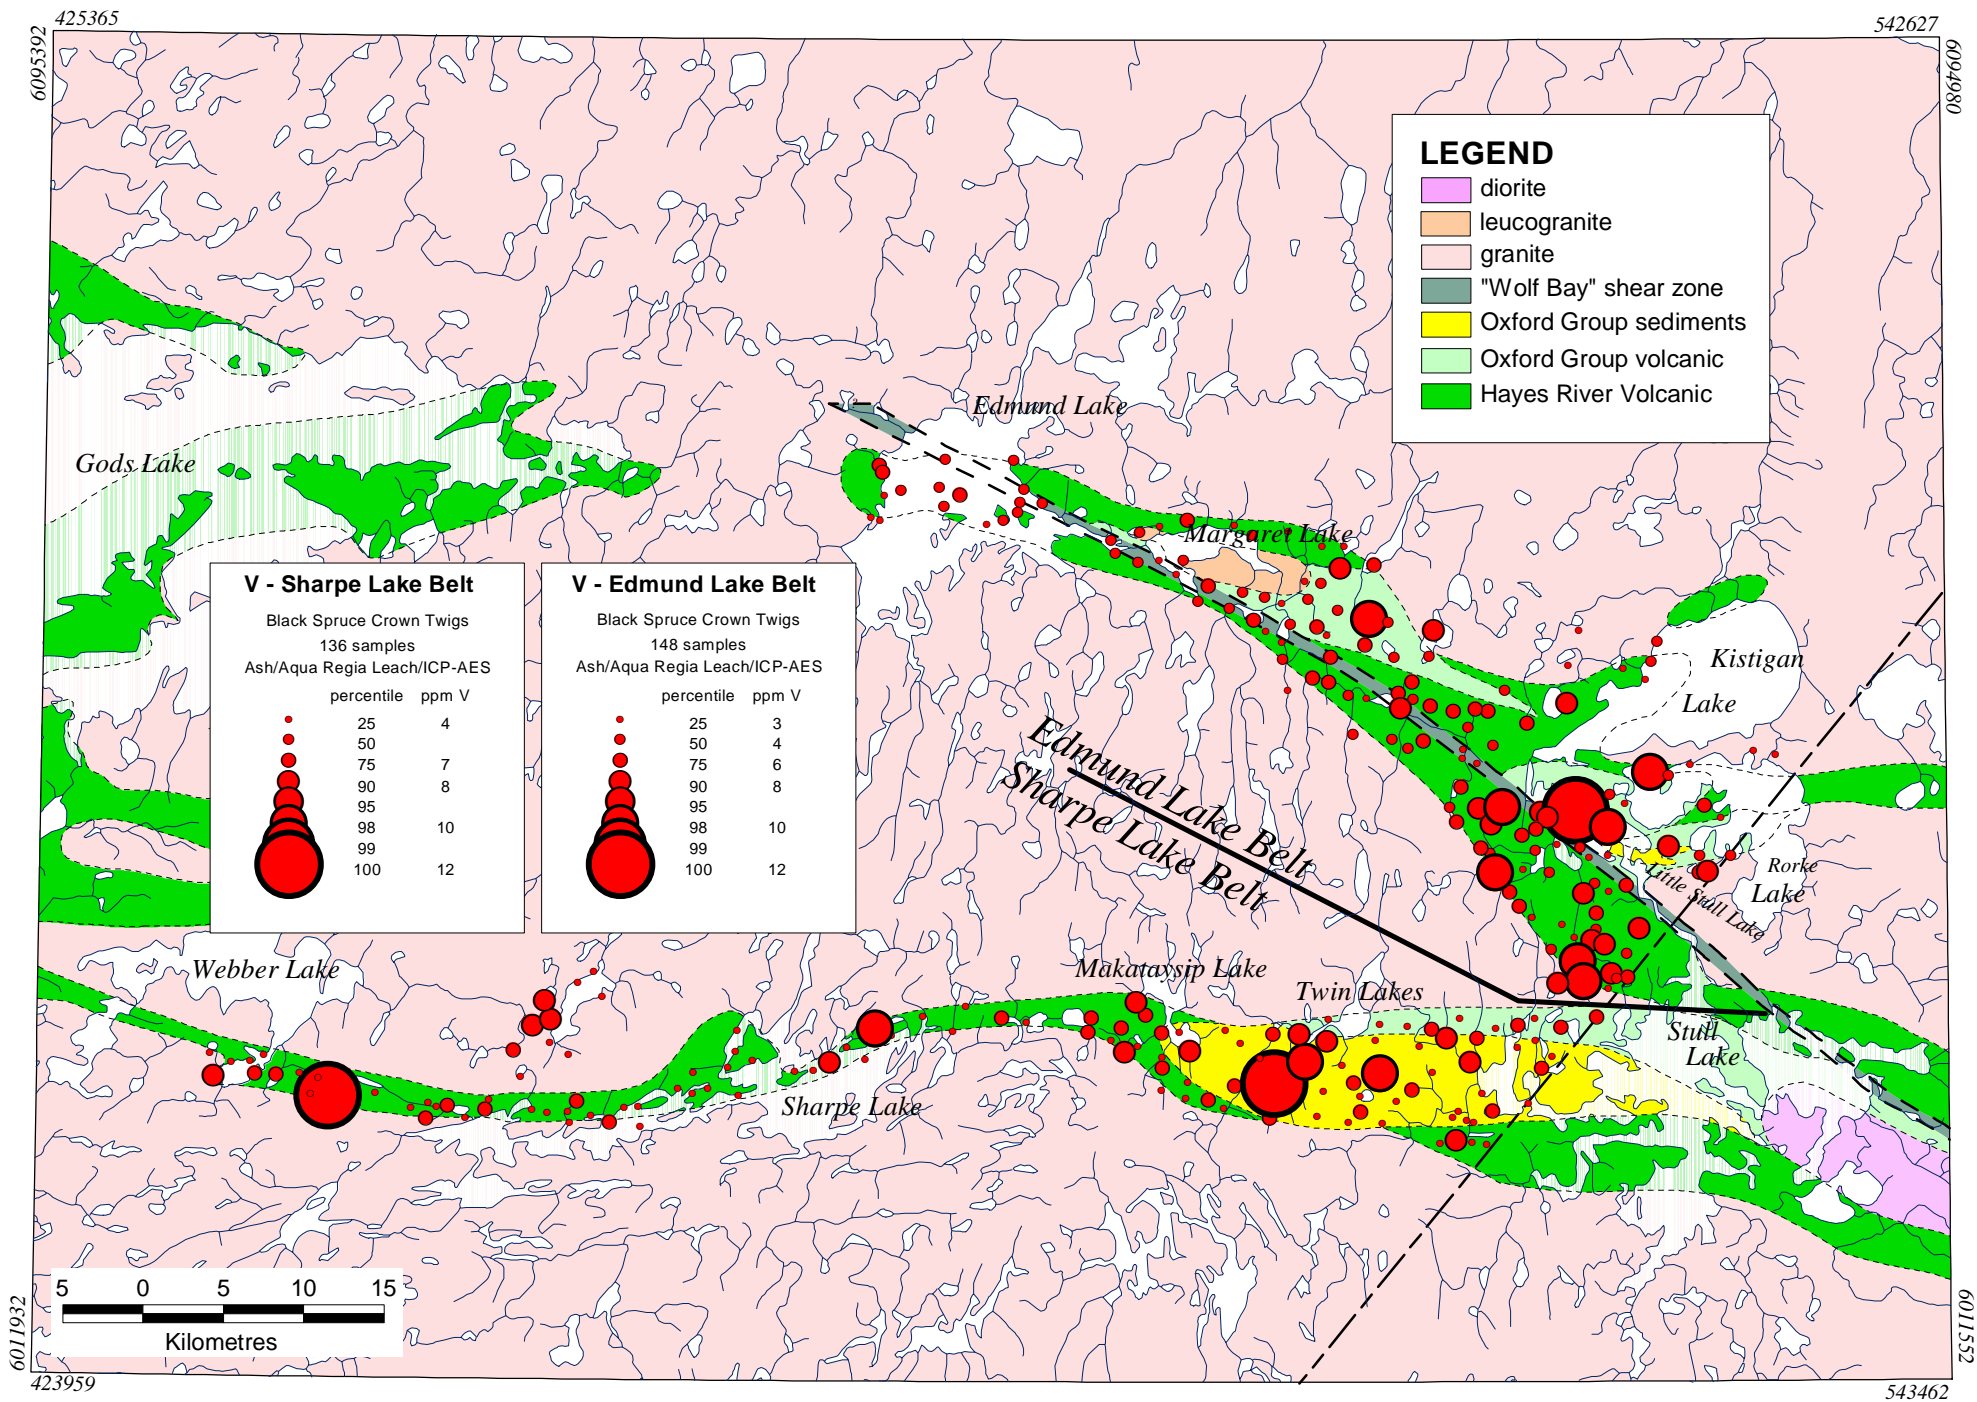 425365
542627
6095392
6094980
LEGEND
diorite
leucogranite
granite
"Wolf Bay" shear zone
Oxford Group sediments
Oxford Group volcanic
Hayes River Volcanic
Edmund Lake
Gods Lake
Margaret Lake
V - Sharpe Lake Belt
Black Spruce Crown Twigs
136 samples
Ash/Aqua Regia Leach/ICP-AES
percentile ppm V
25 4
50
75 7
90 8
95
98 10
99
100 12
V - Edmund Lake Belt
Black Spruce Crown Twigs
148 samples
Ash/Aqua Regia Leach/ICP-AES
percentile ppm V
25 3
50 4
75 6
90 8
95
98 10
99
100 12
Kistigan
Lake
Edmund Lake Belt
Sharpe Lake Belt
Rorke
Lake
Little Stull Lake
Webber Lake
Makataysip Lake
Twin Lakes
Stull
Lake
Sharpe Lake
5 0 5 10 15
Kilometres
6011932
6011552
423959
543462